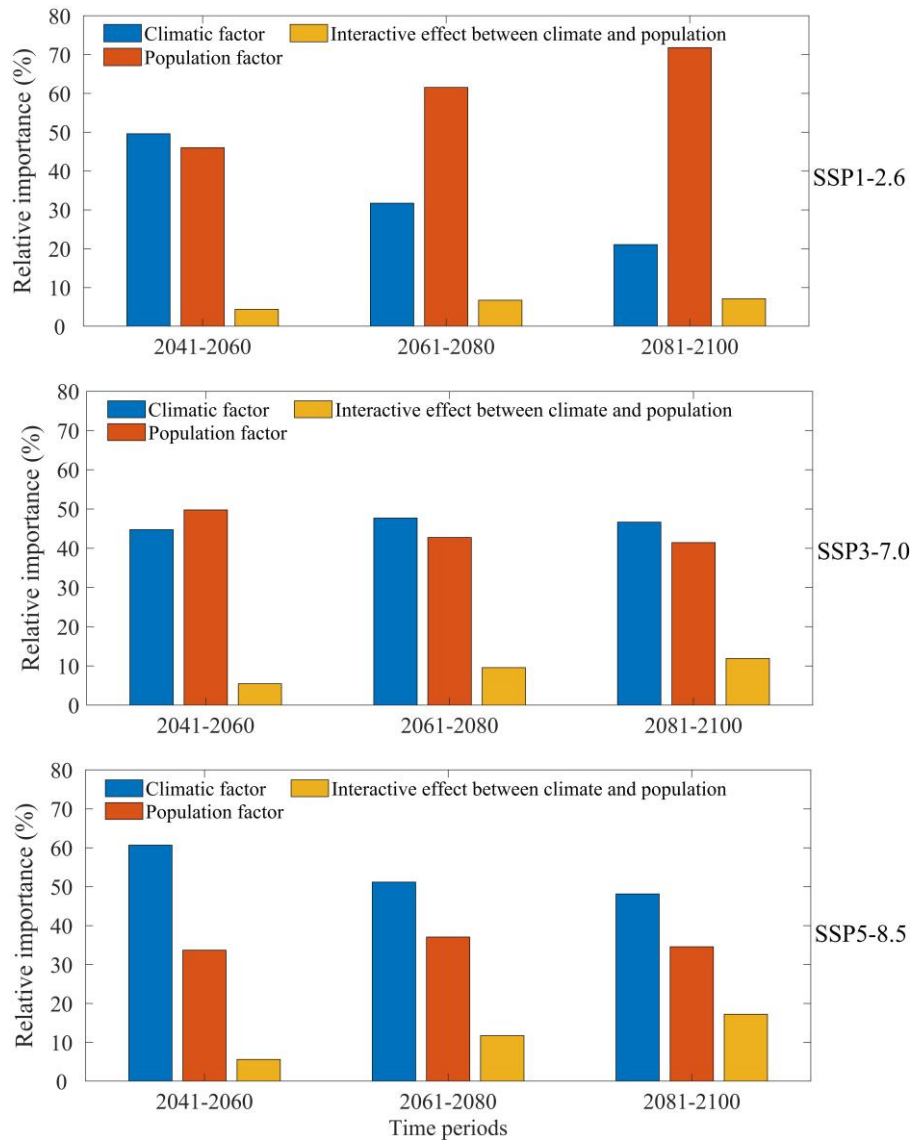 Climatic factor Interactive effect between climate and population
Population factor
Relative importance (%)
80
70
60
50
40
30
20
10
0
2041-2060 2061-2080 2081-2100
SSP1-2.6
Climatic factor Interactive effect between climate and population
Population factor
Relative importance (%)
80
70
60
50
40
30
20
10
0
2041-2060 2061-2080 2081-2100
SSP3-7.0
Climatic factor Interactive effect between climate and population
Population factor
Relative importance (%)
80
70
60
50
40
30
20
10
0
2041-2060 2061-2080 2081-2100
SSP5-8.5
Time periods